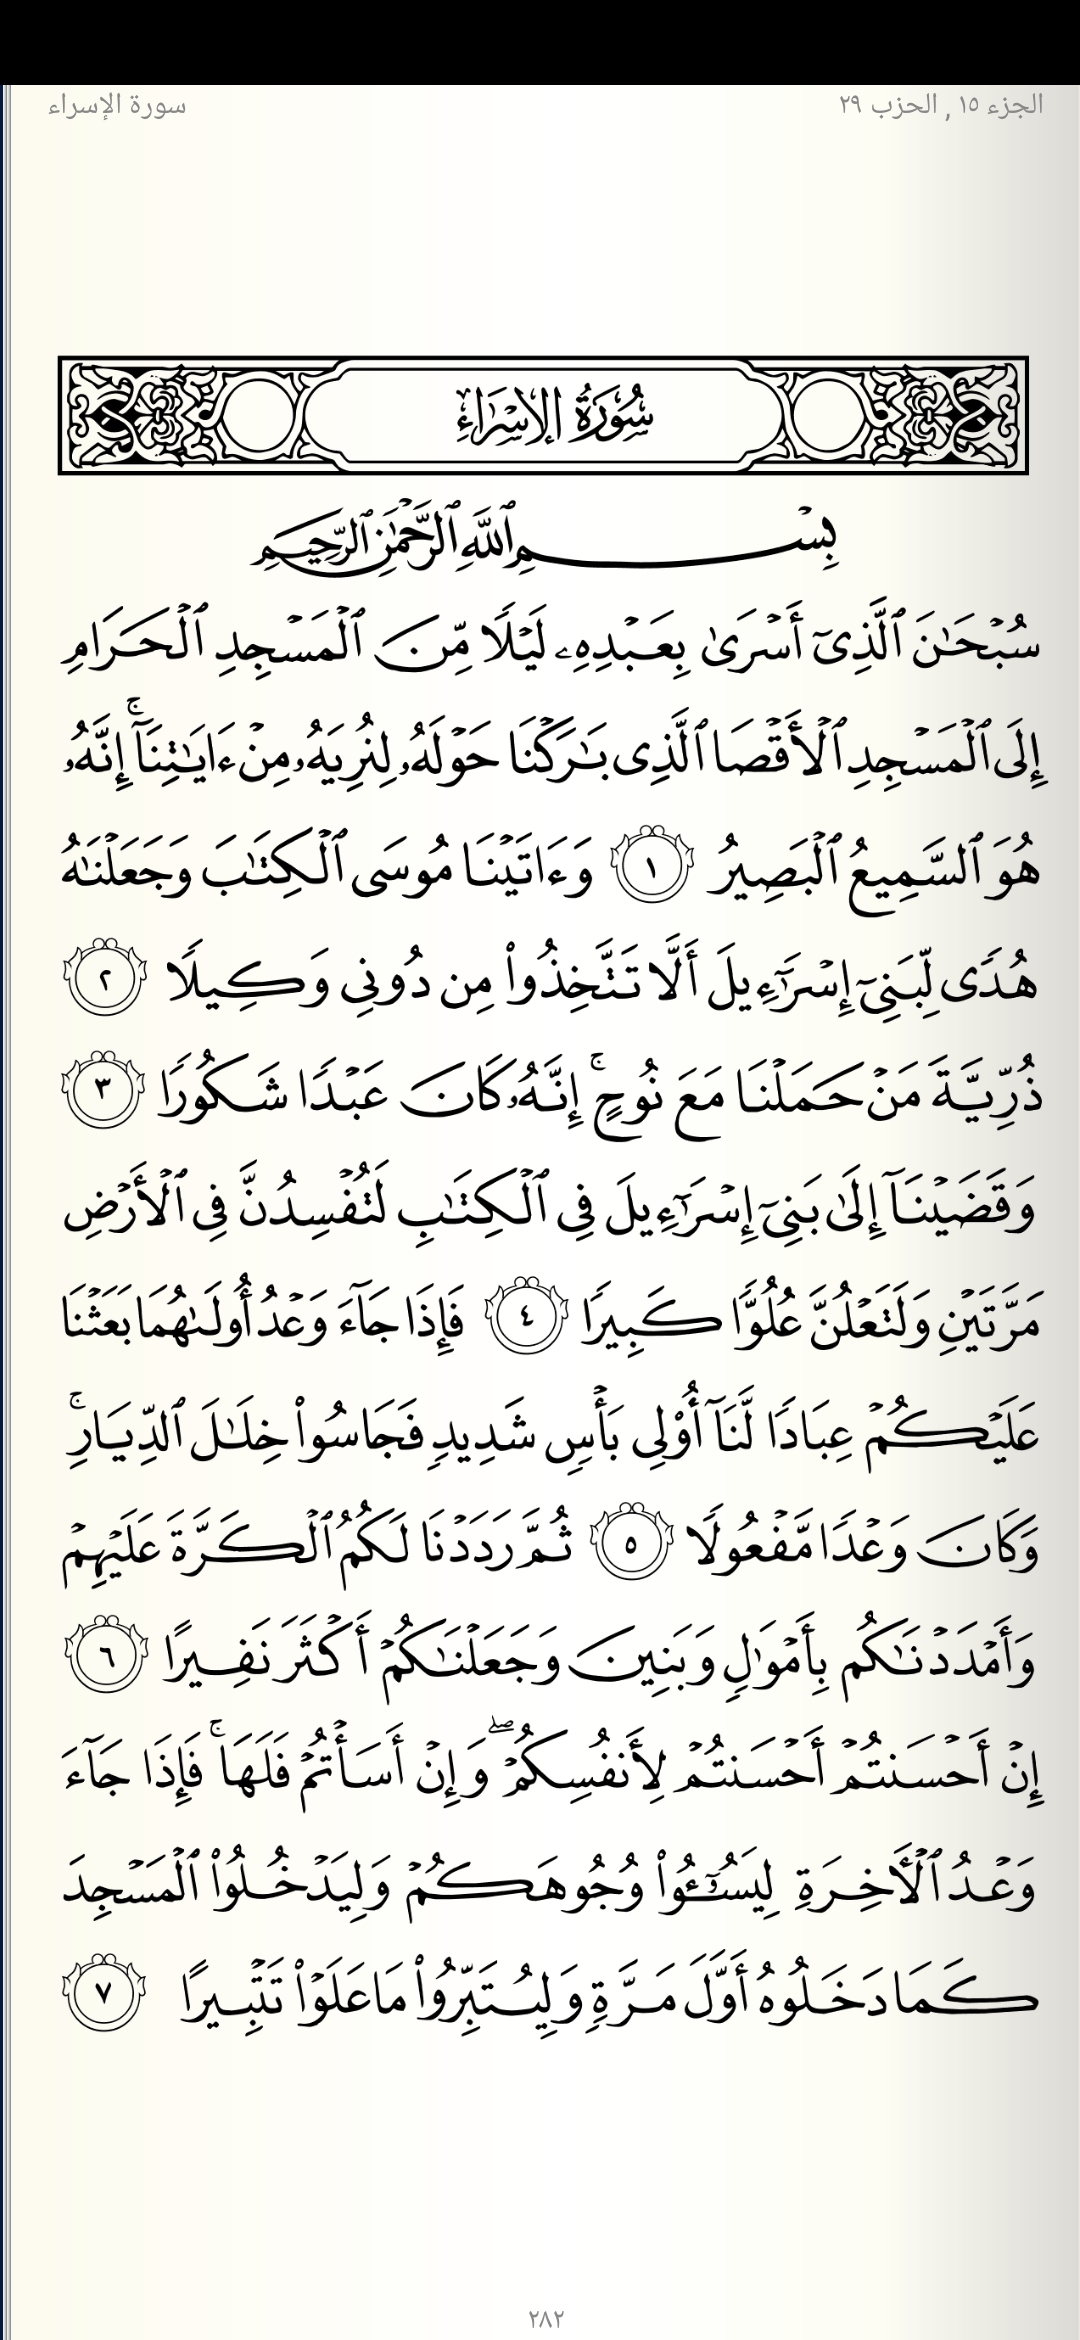 الجزء ١٥ , الحزب ٢٩
سورة الإسراء
سُورَةُ الإِسْرَاءِ
بِسْمِ ٱللَّهِ ٱلرَّحْمَٰنِ ٱلرَّحِيمِ
سُبْحَٰنَ ٱلَّذِىٓ أَسْرَىٰ بِعَبْدِهِۦ لَيْلًا مِّنَ ٱلْمَسْجِدِ ٱلْحَرَامِ
إِلَى ٱلْمَسْجِدِ ٱلْأَقْصَا ٱلَّذِى بَٰرَكْنَا حَوْلَهُۥ لِنُرِيَهُۥ مِنْ ءَايَٰتِنَآ ۚ إِنَّهُۥ
هُوَ ٱلسَّمِيعُ ٱلْبَصِيرُ ١ وَءَاتَيْنَا مُوسَى ٱلْكِتَٰبَ وَجَعَلْنَٰهُ
هُدًى لِّبَنِىٓ إِسْرَٰٓءِيلَ أَلَّا تَتَّخِذُوا۟ مِن دُونِى وَكِيلًا ٢
ذُرِّيَّةَ مَنْ حَمَلْنَا مَعَ نُوحٍ ۚ إِنَّهُۥ كَانَ عَبْدًا شَكُورًا ٣
وَقَضَيْنَآ إِلَىٰ بَنِىٓ إِسْرَٰٓءِيلَ فِى ٱلْكِتَٰبِ لَتُفْسِدُنَّ فِى ٱلْأَرْضِ
مَرَّتَيْنِ وَلَتَعْلُنَّ عُلُوًّا كَبِيرًا ٤ فَإِذَا جَآءَ وَعْدُ أُولَىٰهُمَا بَعَثْنَا
عَلَيْكُمْ عِبَادًا لَّنَآ أُو۟لِى بَأْسٍ شَدِيدٍ فَجَاسُوا۟ خِلَٰلَ ٱلدِّيَارِ ۚ
وَكَانَ وَعْدًا مَّفْعُولًا ٥ ثُمَّ رَدَدْنَا لَكُمُ ٱلْكَرَّةَ عَلَيْهِمْ
وَأَمْدَدْنَٰكُم بِأَمْوَٰلٍ وَبَنِينَ وَجَعَلْنَٰكُمْ أَكْثَرَ نَفِيرًا ٦
إِنْ أَحْسَنتُمْ أَحْسَنتُمْ لِأَنفُسِكُمْ ۖ وَإِنْ أَسَأْتُمْ فَلَهَا ۚ فَإِذَا جَآءَ
وَعْدُ ٱلْأَخِرَةِ لِيَسُۥٓـُٔوا۟ وُجُوهَكُمْ وَلِيَدْخُلُوا۟ ٱلْمَسْجِدَ
كَمَا دَخَلُوهُ أَوَّلَ مَرَّةٍ وَلِيُتَبِّرُوا۟ مَا عَلَوْا۟ تَتْبِيرًا ٧
٢٨٢